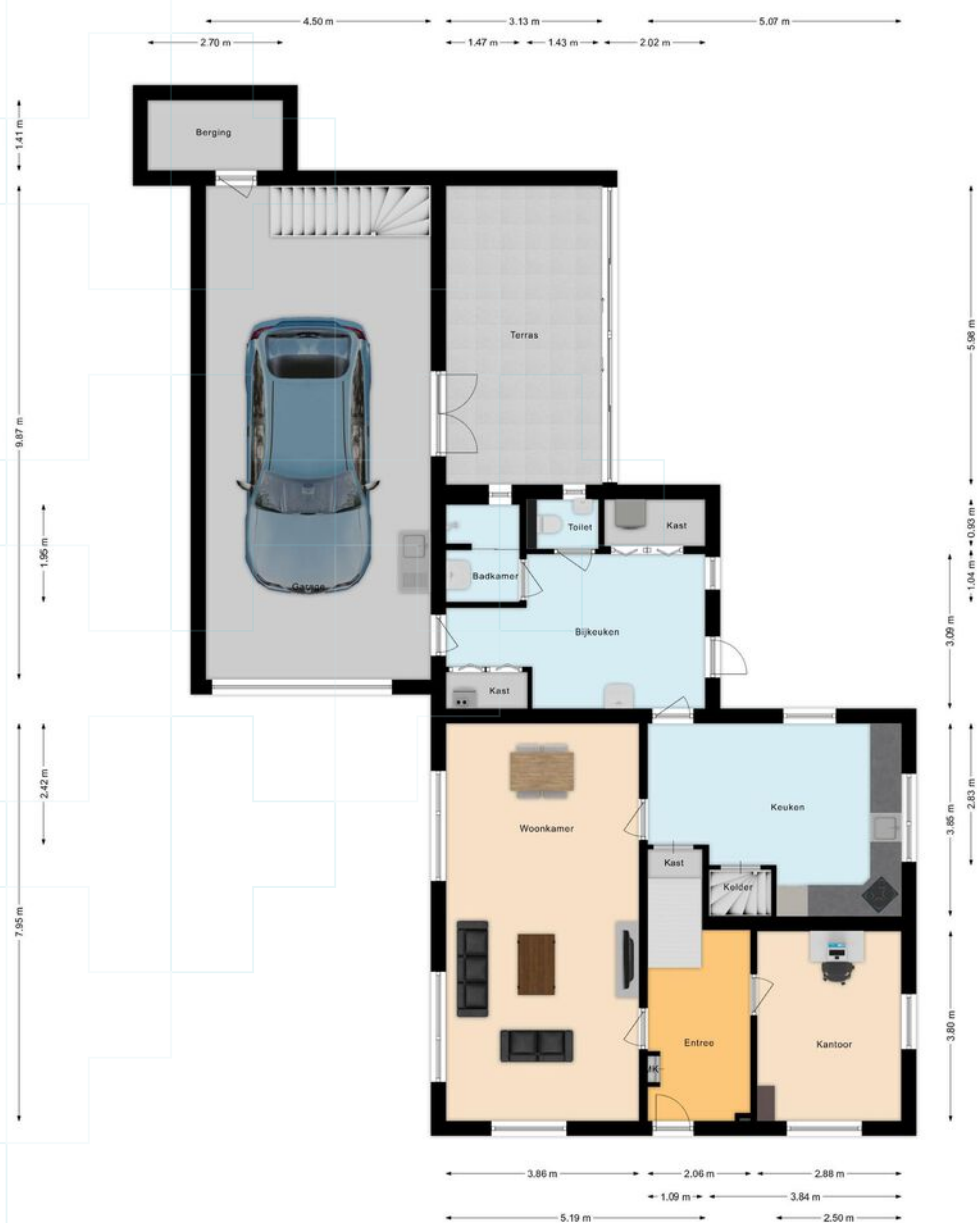 4.50 m
3.13 m
5.07 m
2.70 m
1.47 m
1.43 m
2.02 m
1.41 m
Berging
9.87 m
Terras
5.98 m
Garage
1.95 m
Toilet
Kast
0.93 m
Badkamer
1.04 m
Bijkeuken
3.09 m
Kast
2.42 m
Woonkamer
Keuken
3.85 m
2.83 m
Kast
Kelder
7.95 m
Entree
Kantoor
3.80 m
MK
3.86 m
2.06 m
2.88 m
1.09 m
3.84 m
5.19 m
2.50 m